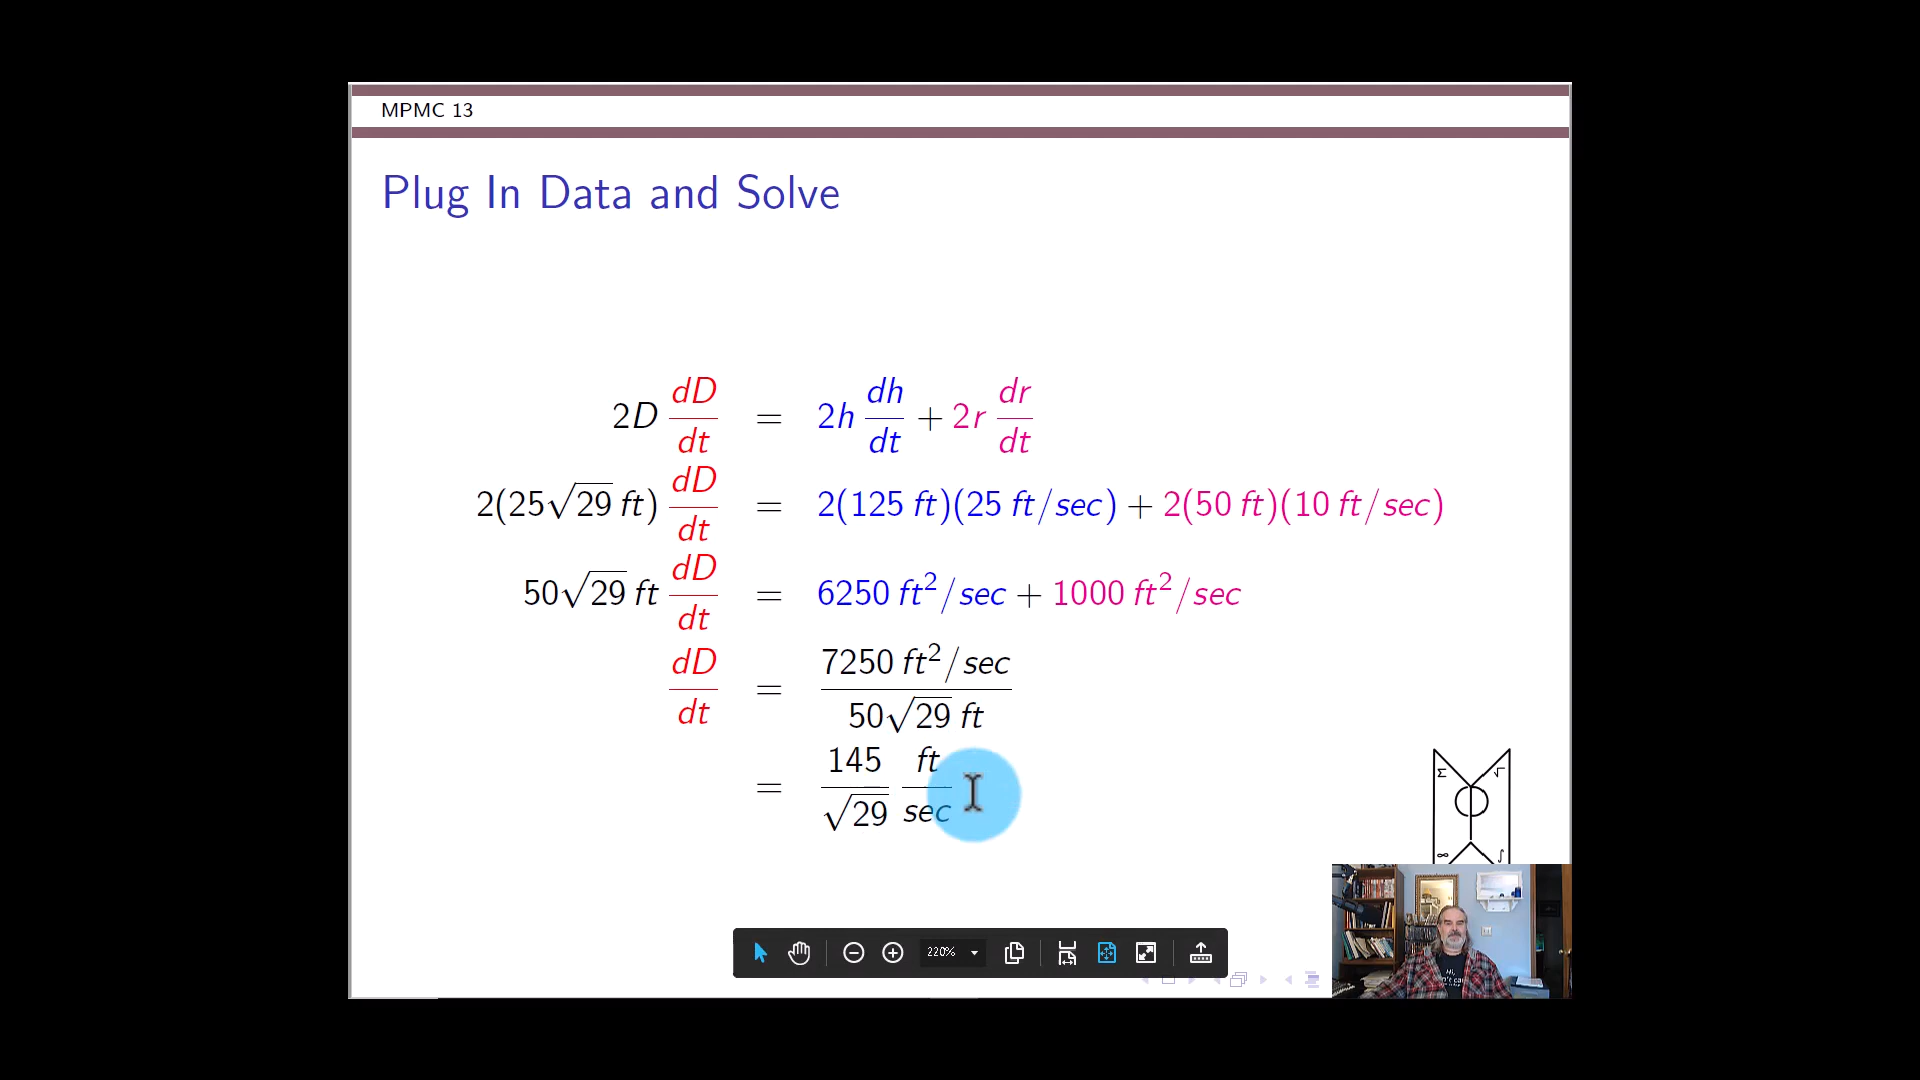 MPMC 13
Plug In Data and Solve
2D dD/dt = 2h dh/dt + 2r dr/dt
2(25√29 ft) dD/dt = 2(125 ft)(25 ft/sec) + 2(50 ft)(10 ft/sec)
50√29 ft dD/dt = 6250 ft²/sec + 1000 ft²/sec
dD/dt = 7250 ft²/sec / 50√29 ft
= 145/√29 ft/sec
Σ √
∞ ∫
220%